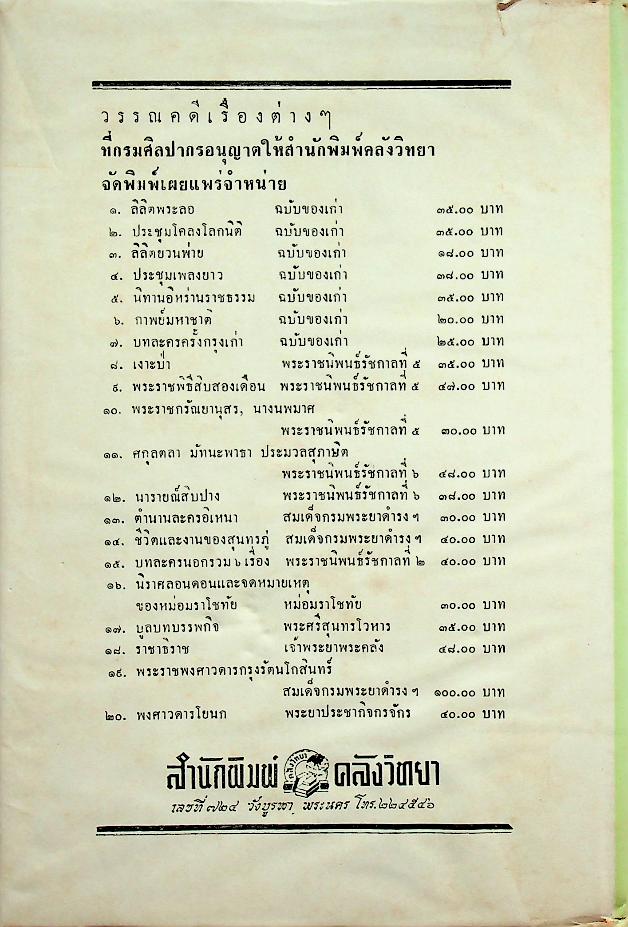 วรรณคดีเรื่องต่างๆ
ที่กรมศิลปากรอนุญาตให้สำนักพิมพ์คลังวิทยา
จัดพิมพ์เผยแพร่จำหน่าย
๑. ลิลิตพระลอ ฉบับของเก่า ๓๕.๐๐ บาท
๒. ประชุมโคลงโลกนิติ ฉบับของเก่า ๓๕.๐๐ บาท
๓. ลิลิตยวนพ่าย ฉบับของเก่า ๑๘.๐๐ บาท
๔. ประชุมเพลงยาว ฉบับของเก่า ๓๘.๐๐ บาท
๕. นิทานอิหร่านราชธรรม ฉบับของเก่า ๓๕.๐๐ บาท
๖. กาพย์มหาชาติ ฉบับของเก่า ๒๐.๐๐ บาท
๗. บทละครครั้งกรุงเก่า ฉบับของเก่า ๒๕.๐๐ บาท
๘. เงาะป่า พระราชนิพนธ์รัชกาลที่ ๕ ๓๕.๐๐ บาท
๙. พระราชพิธีสิบสองเดือน พระราชนิพนธ์รัชกาลที่ ๕ ๔๗.๐๐ บาท
๑๐. พระราชกรัณยานุสร, นางนพมาศ
พระราชนิพนธ์รัชกาลที่ ๕ ๓๐.๐๐ บาท
๑๑. ศกุลตลา มัทนะพาธา ประมวลสุภาษิต
พระราชนิพนธ์รัชกาลที่ ๖ ๔๘.๐๐ บาท
๑๒. นารายณ์สิบปาง พระราชนิพนธ์รัชกาลที่ ๖ ๓๘.๐๐ บาท
๑๓. ตำนานละครอิเหนา สมเด็จกรมพระยาดำรง ฯ ๓๐.๐๐ บาท
๑๔. ชีวิตและงานของสุนทรภู่ สมเด็จกรมพระยาดำรง ฯ ๔๐.๐๐ บาท
๑๕. บทละครนอกรวม ๖ เรื่อง พระราชนิพนธ์รัชกาลที่ ๒ ๔๐.๐๐ บาท
๑๖. นิราศลอนดอนและจดหมายเหตุ
ของหม่อมราโชทัย หม่อมราโชทัย ๓๐.๐๐ บาท
๑๗. มูลบทบรรพกิจ พระศรีสุนทรโวหาร ๓๕.๐๐ บาท
๑๘. ราชาธิราช เจ้าพระยาพระคลัง ๔๘.๐๐ บาท
๑๙. พระราชพงศาวดารกรุงรัตนโกสินทร์
สมเด็จกรมพระยาดำรง ฯ ๑๐๐.๐๐ บาท
๒๐. พงศาวดารโยนก พระยาประชากิจกรจักร ๔๐.๐๐ บาท
สำนักพิมพ์ คลังวิทยา คลังวิทยา
เลขที่ ๗๒๔ วังบูรพา พระนคร โทร.๒๒๔๕๔๖